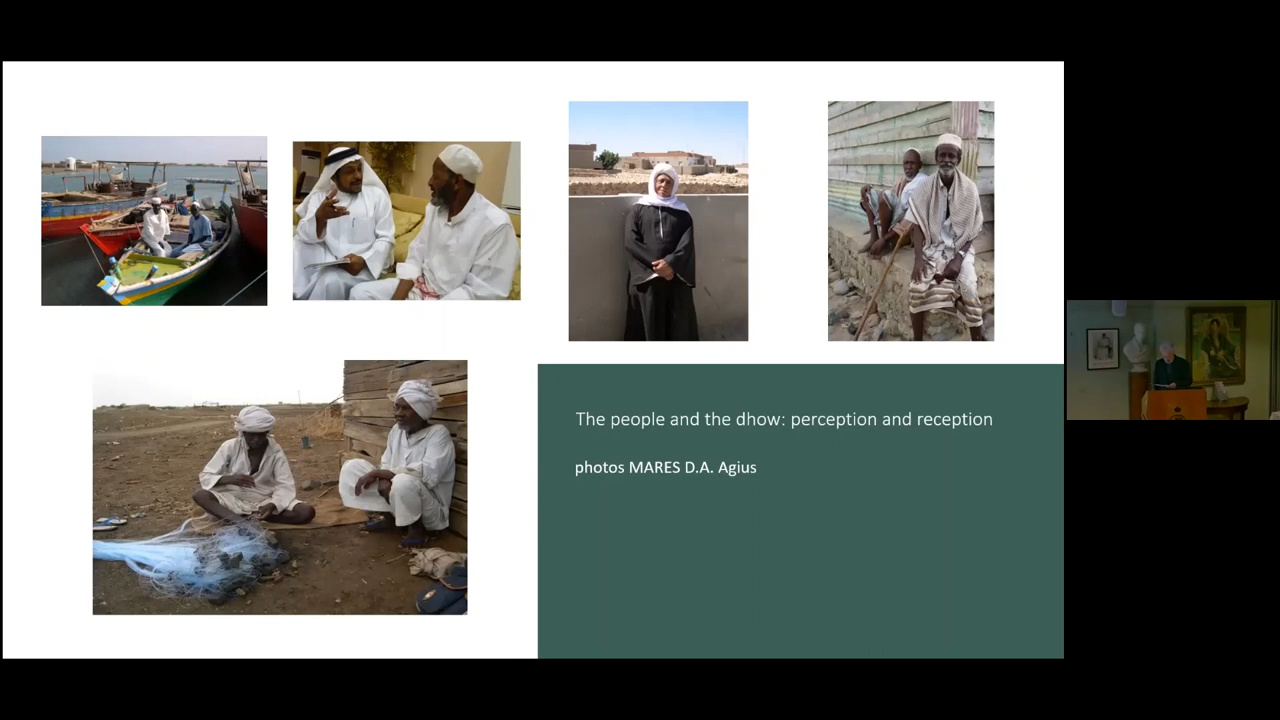 The people and the dhow: perception and reception
photos MARES D.A. Agius